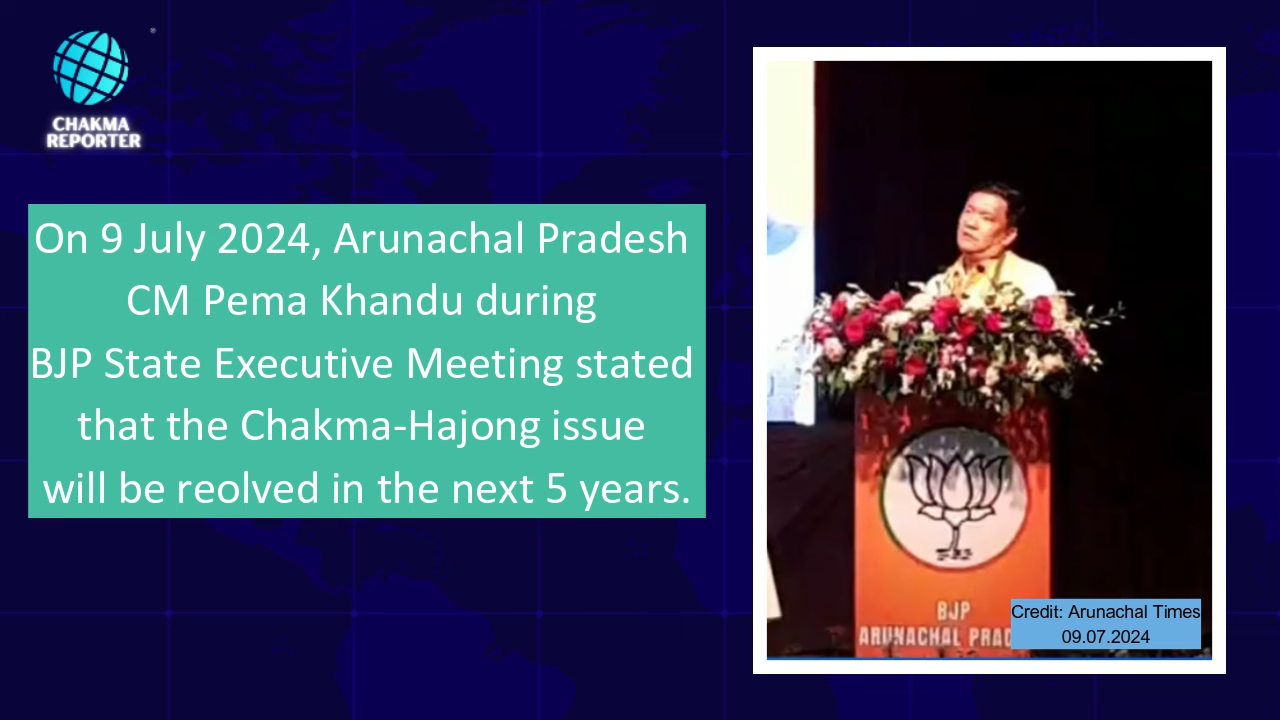 CHAKMA
REPORTER
On 9 July 2024, Arunachal Pradesh
CM Pema Khandu during
BJP State Executive Meeting stated
that the Chakma-Hajong issue
will be reolved in the next 5 years.
BJP
ARUNACHAL PRAD
Credit: Arunachal Times
09.07.2024